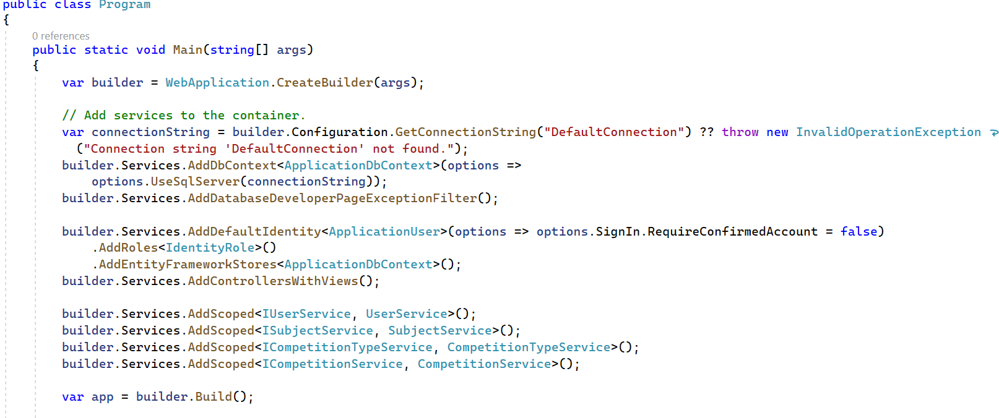 public class Program
{
0 references
public static void Main(string[] args)
{
var builder = WebApplication.CreateBuilder(args);
// Add services to the container.
var connectionString = builder.Configuration.GetConnectionString("DefaultConnection") ?? throw new InvalidOperationException
("Connection string 'DefaultConnection' not found.");
builder.Services.AddDbContext<ApplicationDbContext>(options =>
options.UseSqlServer(connectionString));
builder.Services.AddDatabaseDeveloperPageExceptionFilter();
builder.Services.AddDefaultIdentity<ApplicationUser>(options => options.SignIn.RequireConfirmedAccount = false)
.AddRoles<IdentityRole>()
.AddEntityFrameworkStores<ApplicationDbContext>();
builder.Services.AddControllersWithViews();
builder.Services.AddScoped<IUserService, UserService>();
builder.Services.AddScoped<ISubjectService, SubjectService>();
builder.Services.AddScoped<ICompetitionTypeService, CompetitionTypeService>();
builder.Services.AddScoped<ICompetitionService, CompetitionService>();
var app = builder.Build();